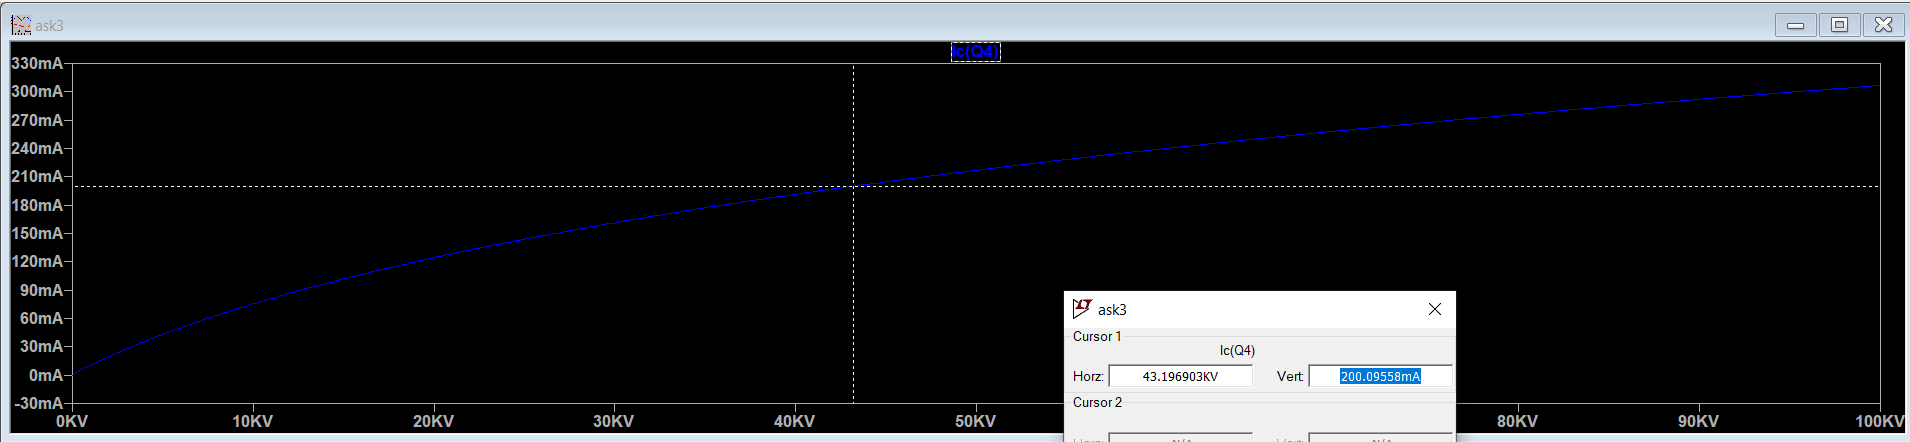 ask3
Ic(Q4)
330mA
300mA
270mA
240mA
210mA
180mA
150mA
120mA
90mA
60mA
30mA
0mA
-30mA
0KV 10KV 20KV 30KV 40KV 50KV 80KV 90KV 100KV
ask3
Cursor 1
Ic(Q4)
Horz: 43.196903KV Vert: 200.09558mA
Cursor 2